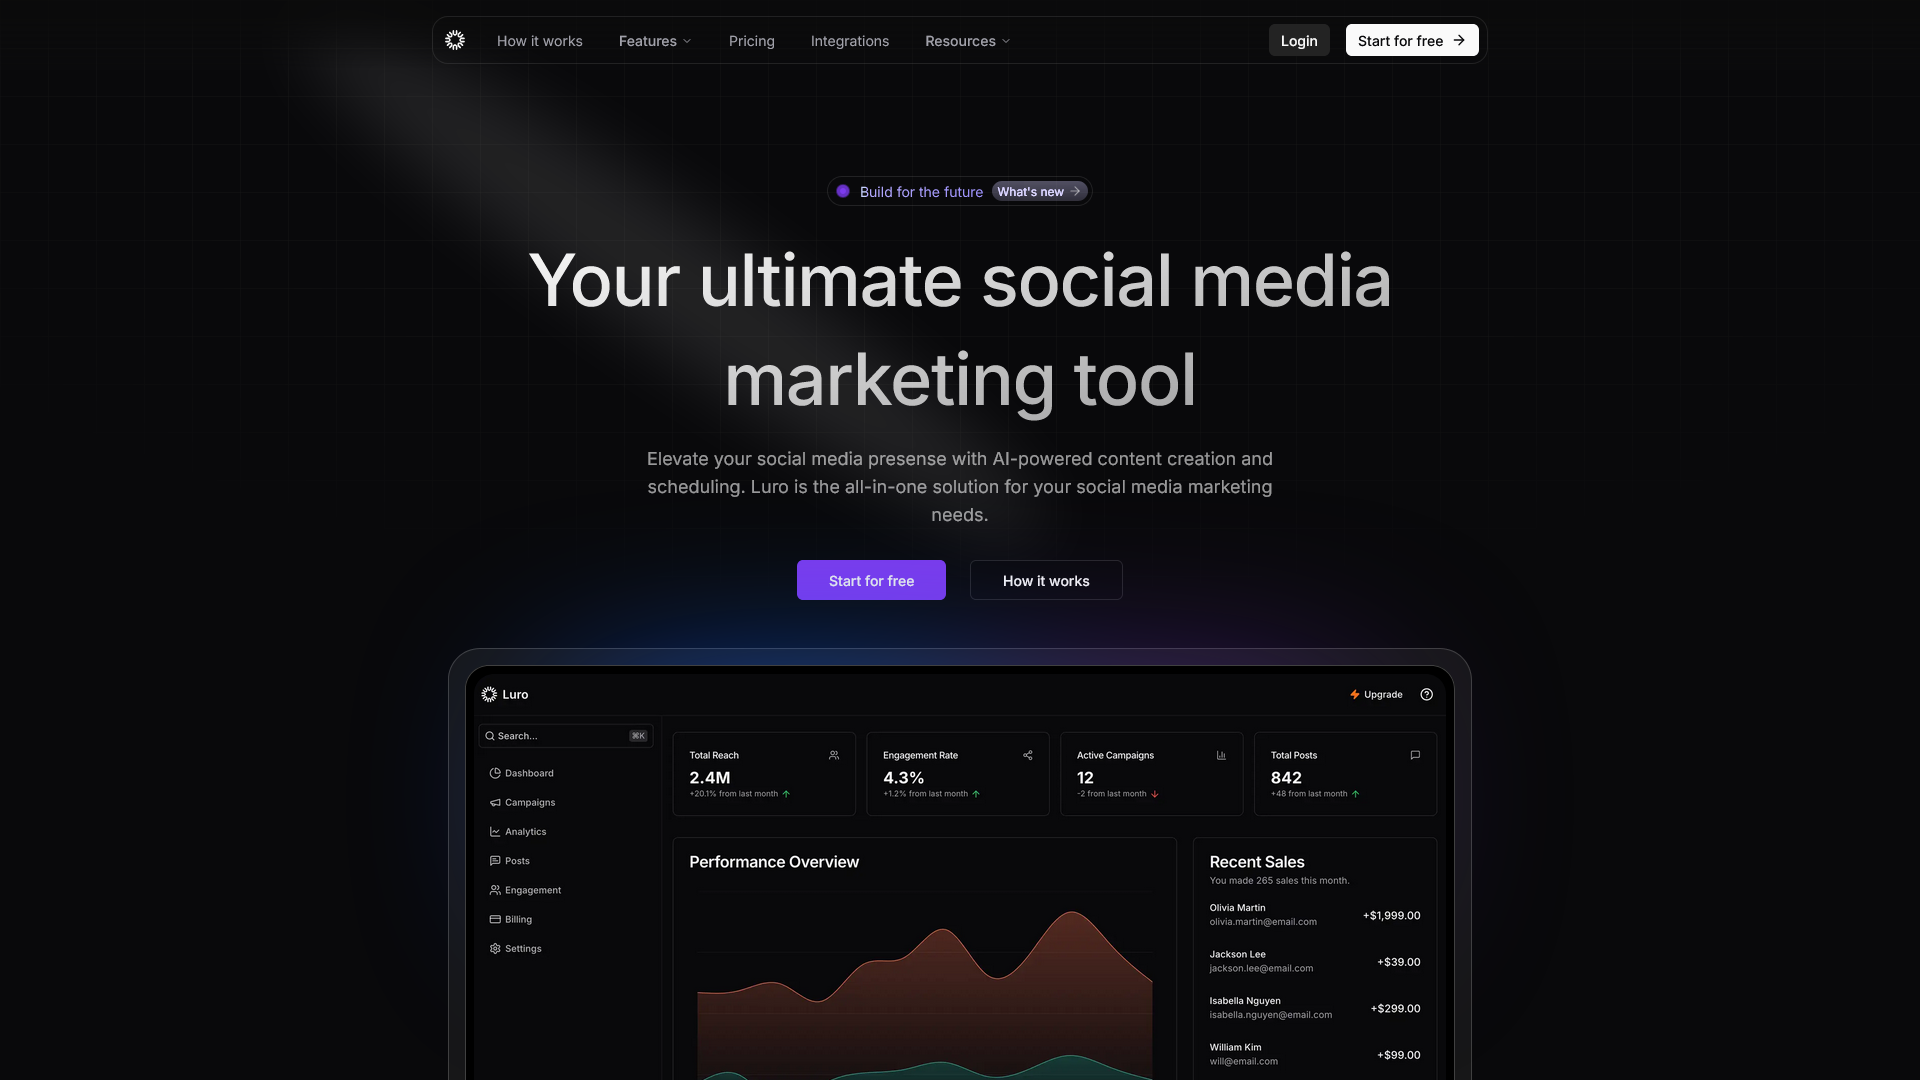 How it works Features Pricing Integrations Resources Login Start for free
Build for the future What's new
Your ultimate social media
marketing tool
Elevate your social media presense with AI-powered content creation and
scheduling. Luro is the all-in-one solution for your social media marketing
needs.
Start for free How it works
Luro Upgrade
Search... ⌘K
Dashboard
Campaigns
Analytics
Posts
Engagement
Billing
Settings
Total Reach
2.4M
+20.1% from last month
Engagement Rate
4.3%
+1.2% from last month
Active Campaigns
12
-2 from last month
Total Posts
842
+48 from last month
Performance Overview
Recent Sales
You made 265 sales this month.
Olivia Martin
olivia.martin@email.com
+$1,999.00
Jackson Lee
jackson.lee@email.com
+$39.00
Isabella Nguyen
isabella.nguyen@email.com
+$299.00
William Kim
will@email.com
+$99.00